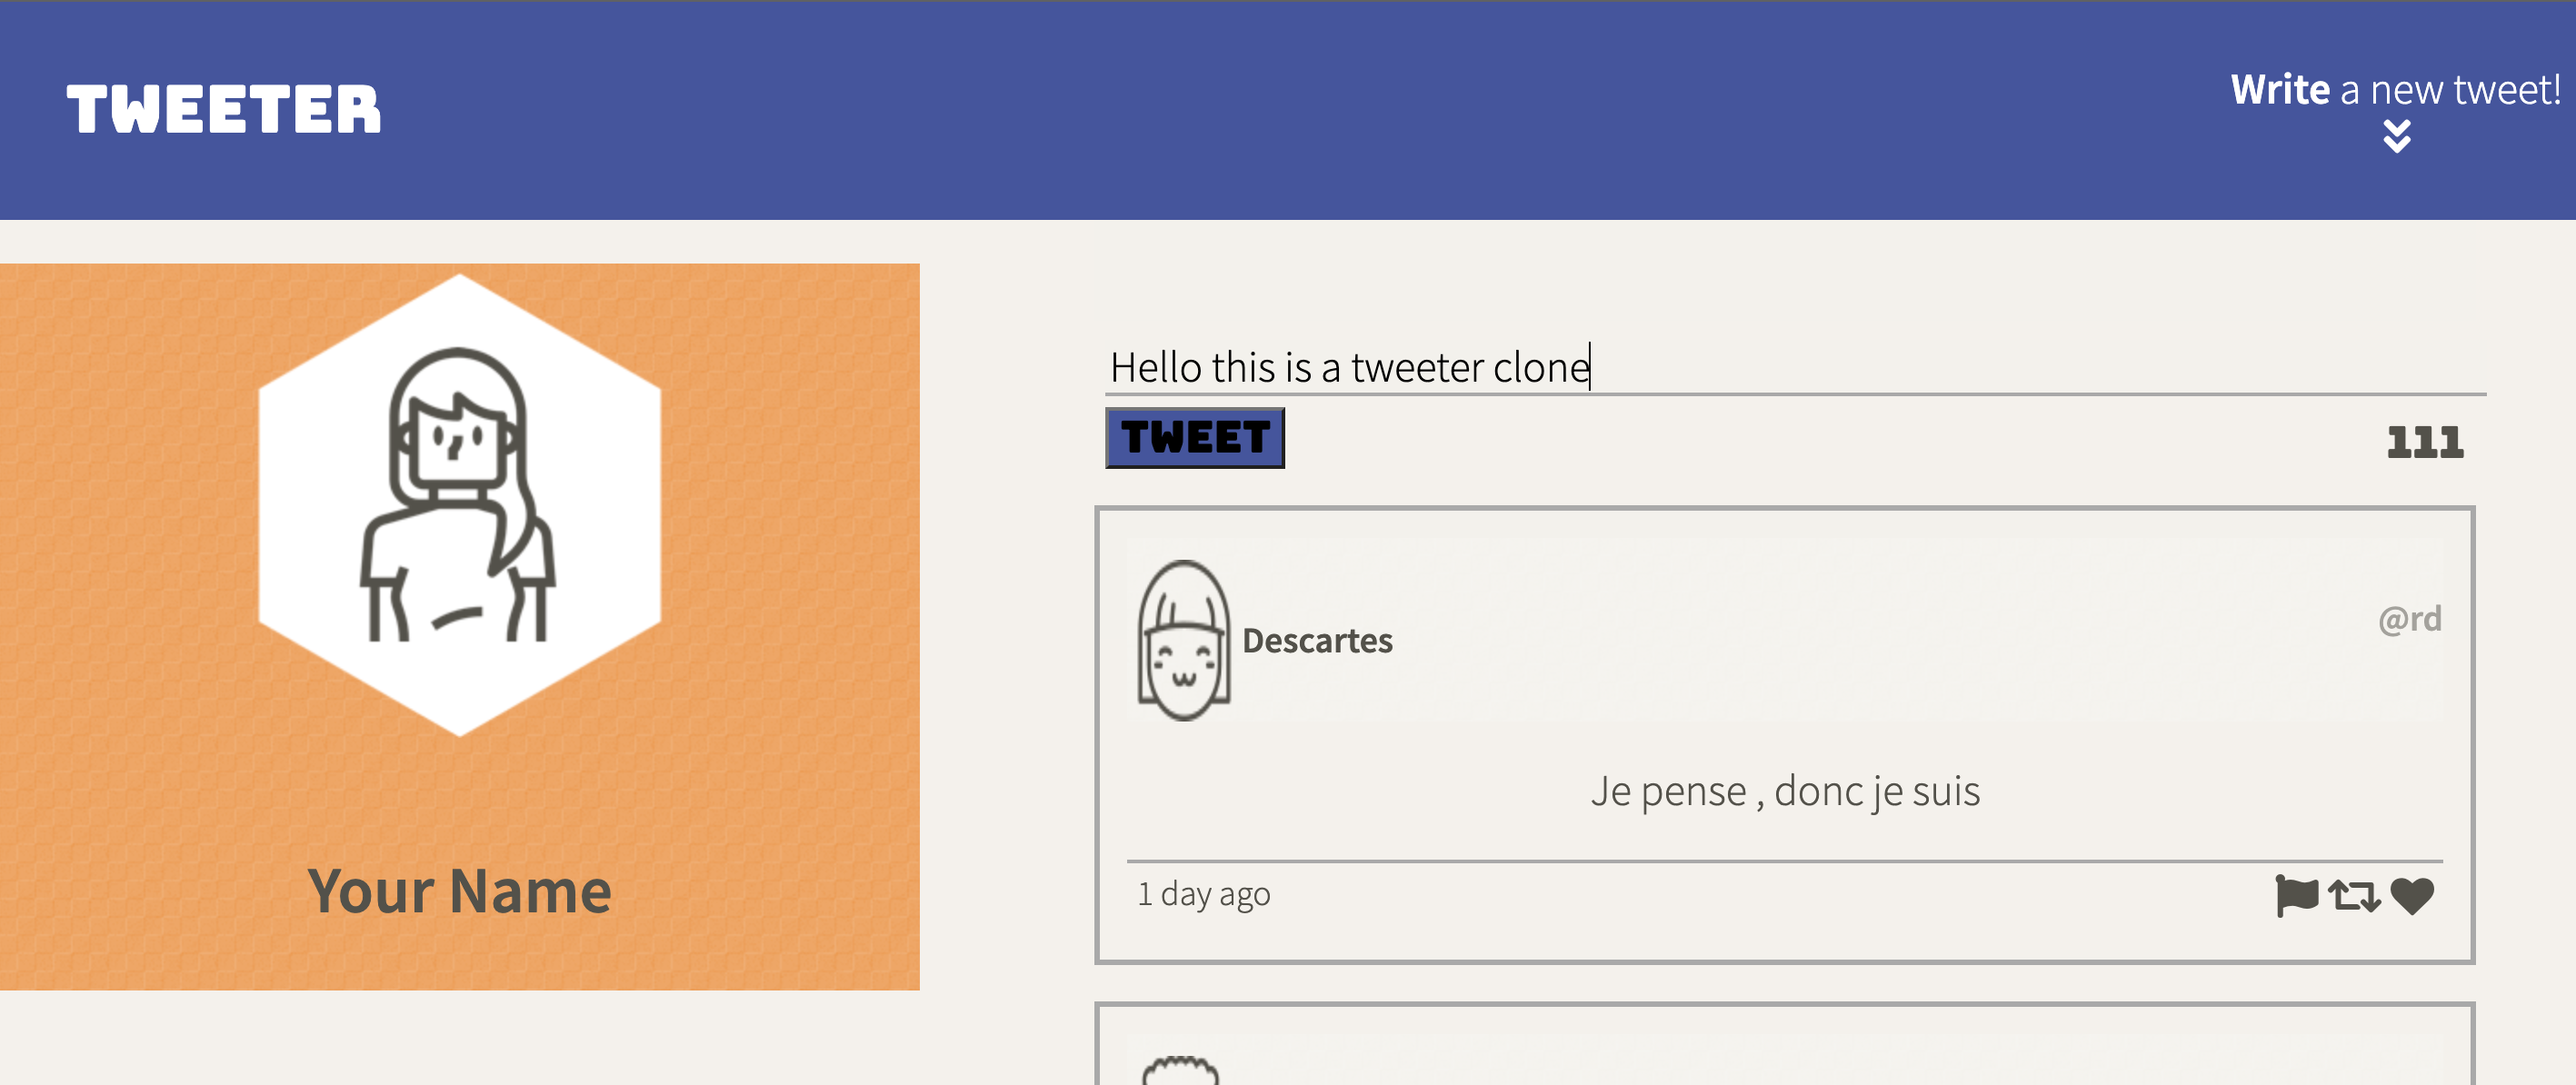 TWEETER
Write a new tweet!
Your Name
Hello this is a tweeter clone
TWEET
111
Descartes
@rd
Je pense , donc je suis
1 day ago